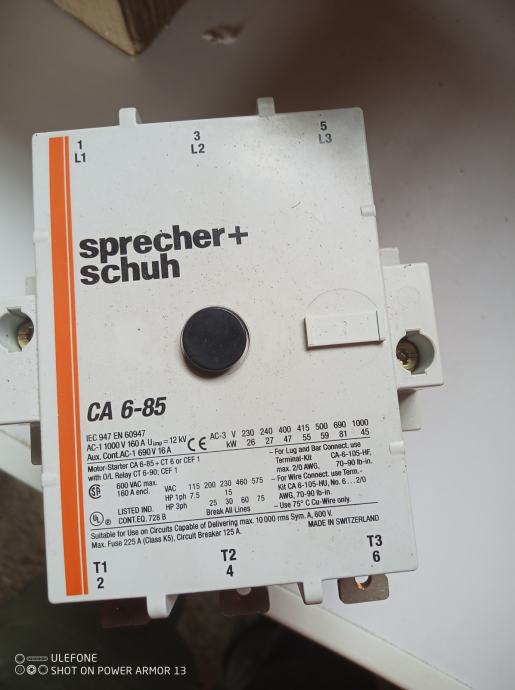 1 3 5
L1 L2 L3
sprecher+
schuh
CA 6-85
IEC 947 EN 60947
AC-1 1000 V 160 A Uimp = 12 kV CE AC-3 V 230 240 400 415 500 690 1000
Aux. Cont. AC-1 690 V 16 A kW 26 27 47 55 59 81 45
Motor-Starter CA 6-85 + CT 6 or CEF 1
with O/L Relay CT 6-90; CEF 1
SA 600 VAC max. VAC 115 200 230 460 575
160 A encl. HP 1ph 7.5 15
UL LISTED IND. HP 3ph 25 30 60 75
CONT.EQ. 728 B Break All Lines
– For Lug and Bar Connect. use
Terminal-Kit CA-6-105-HF,
max. 2/0 AWG, 70–90 lb-in.
– For Wire Connect. use Term.-
Kit CA 6-105-HU, No. 6...2/0
AWG, 70-90 lb-in.
– Use 75° C Cu-Wire only.
Suitable for Use on Circuits Capable of Delivering max. 10 000 rms Sym. A, 600 V.
Max. Fuse 225 A (Class K5), Circuit Breaker 125 A. MADE IN SWITZERLAND
T1 T2 T3
2 4 6
ULEFONE
SHOT ON POWER ARMOR 13